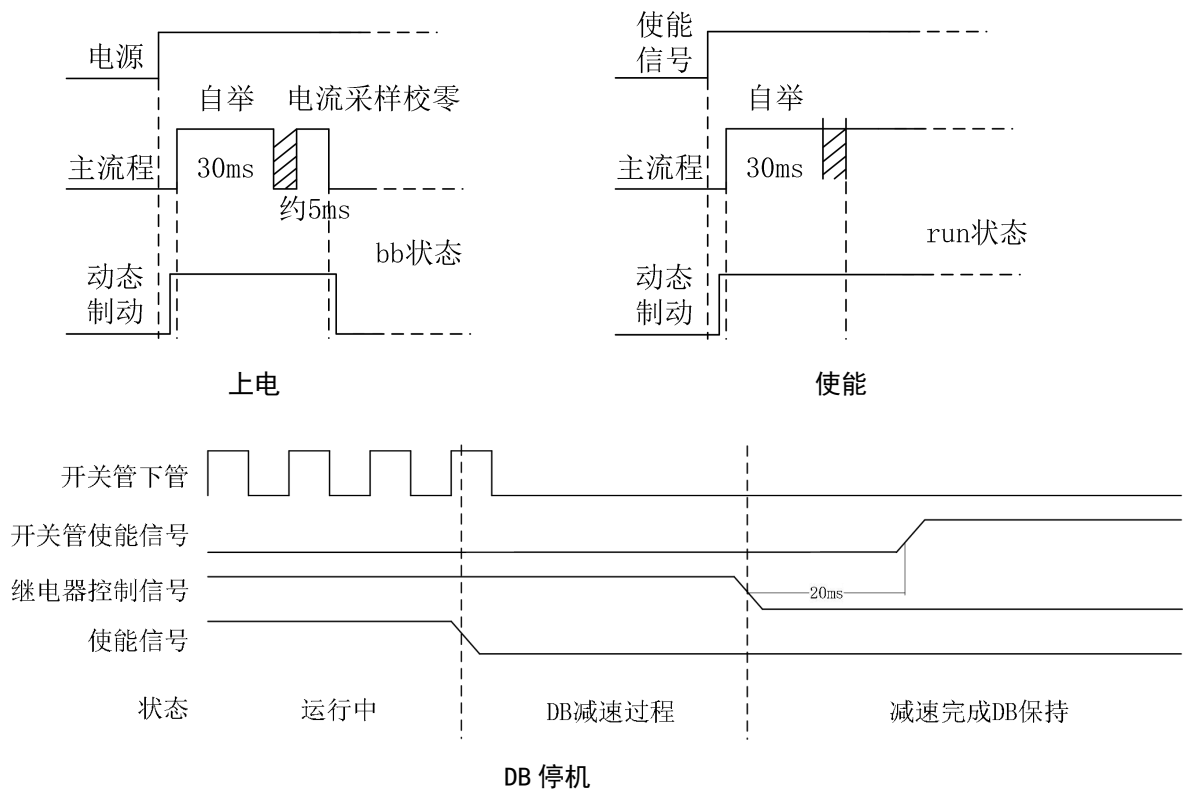 电源
自举
电流采样校零
主流程
30ms
约5ms
bb状态
动态
制动
上电
使能
信号
自举
主流程
30ms
run状态
动态
制动
使能
开关管下管
开关管使能信号
继电器控制信号
20ms
使能信号
状态
运行中
DB减速过程
减速完成DB保持
DB 停机